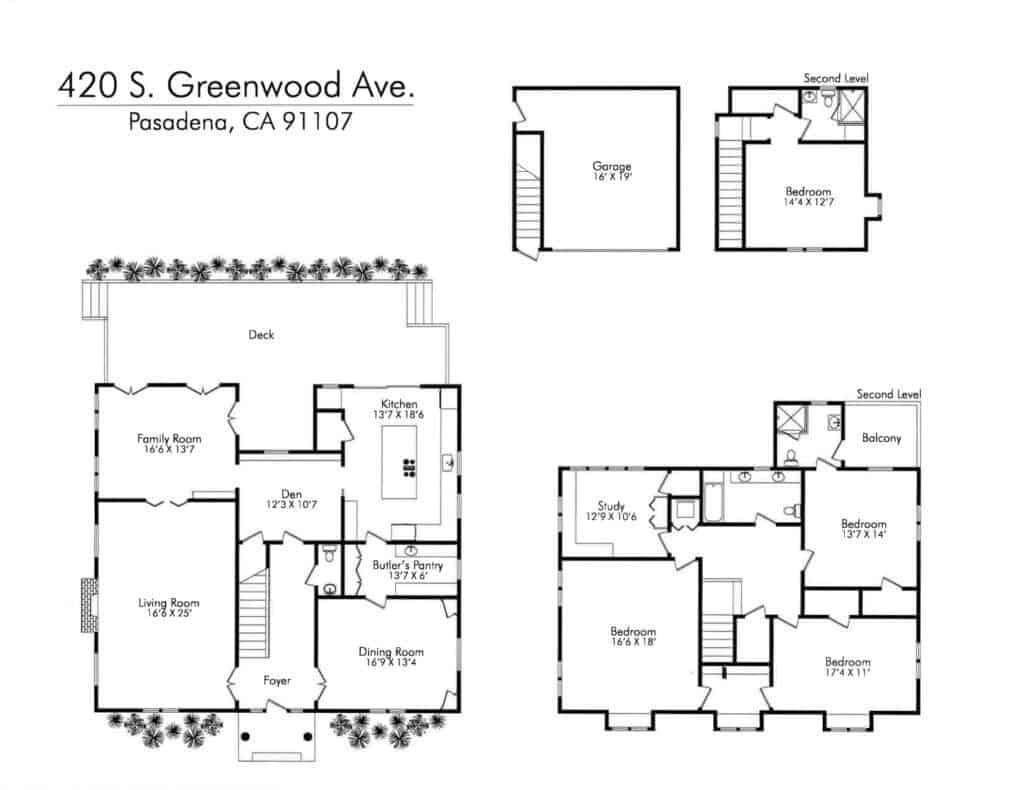 420 S. Greenwood Ave.
Pasadena, CA 91107
Second Level
Garage
16' X 19'
Bedroom
14'4 X 12'7
Deck
Kitchen
13'7 X 18'6
Family Room
16'6 X 13'7
Den
12'3 X 10'7
Butler's Pantry
13'7 X 6'
Living Room
16'6 X 25'
Dining Room
16'9 X 13'4
Foyer
Second Level
Balcony
Study
12'9 X 10'6
Bedroom
13'7 X 14'
Bedroom
16'6 X 18'
Bedroom
17'4 X 11'